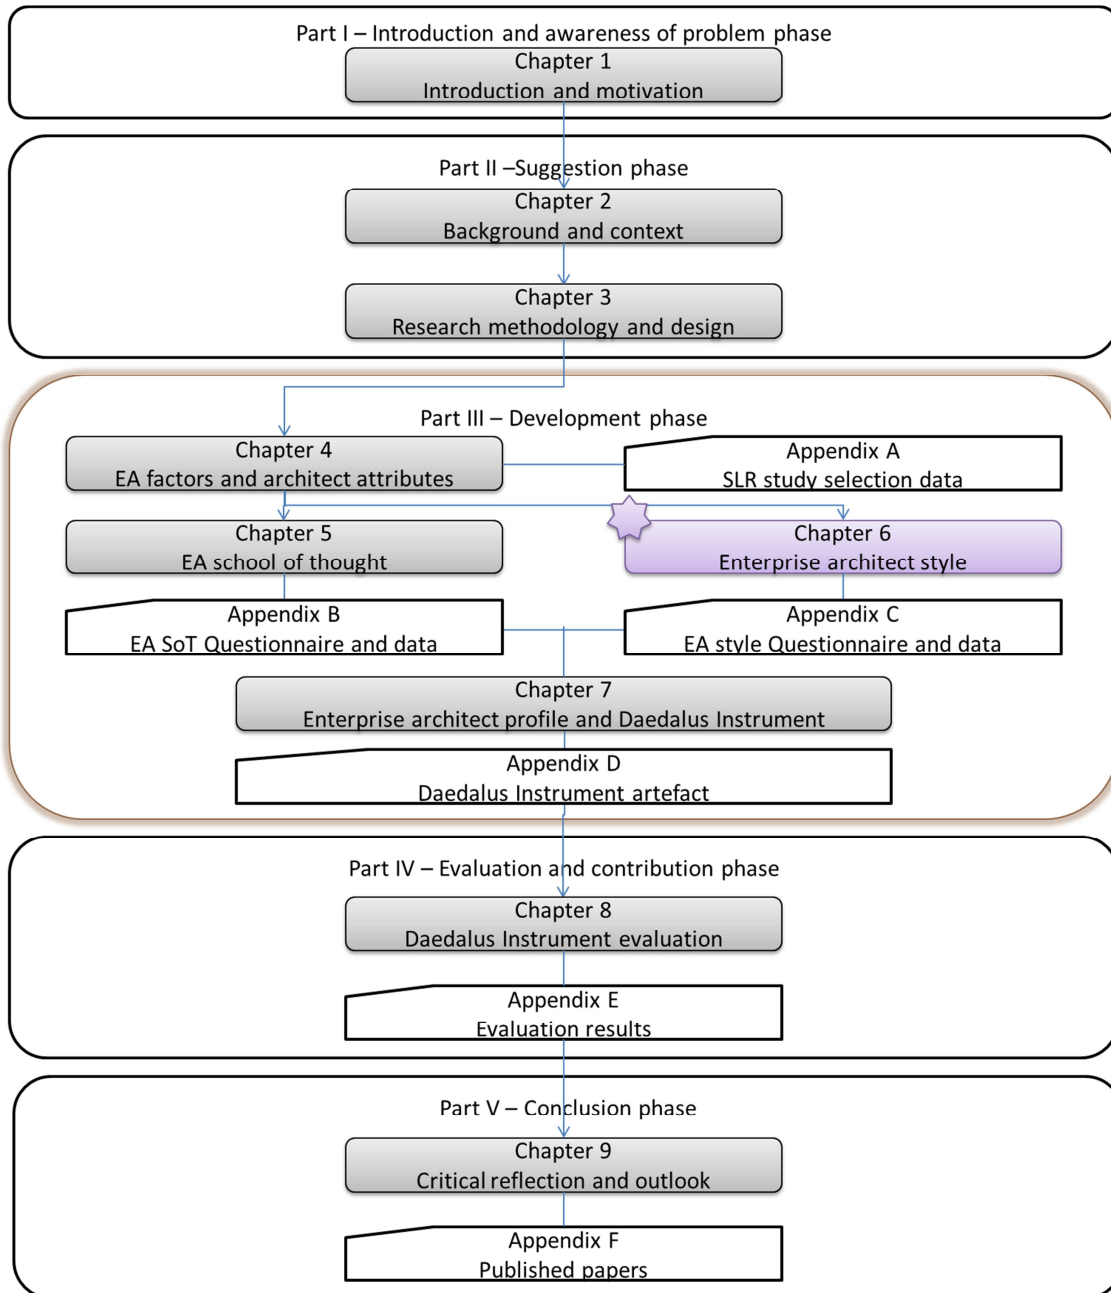 Part I – Introduction and awareness of problem phase
Chapter 1
Introduction and motivation
Part II –Suggestion phase
Chapter 2
Background and context
Chapter 3
Research methodology and design
Part III – Development phase
Chapter 4
EA factors and architect attributes
Appendix A
SLR study selection data
Chapter 5
EA school of thought
Chapter 6
Enterprise architect style
Appendix B
EA SoT Questionnaire and data
Appendix C
EA style Questionnaire and data
Chapter 7
Enterprise architect profile and Daedalus Instrument
Appendix D
Daedalus Instrument artefact
Part IV – Evaluation and contribution phase
Chapter 8
Daedalus Instrument evaluation
Appendix E
Evaluation results
Part V – Conclusion phase
Chapter 9
Critical reflection and outlook
Appendix F
Published papers